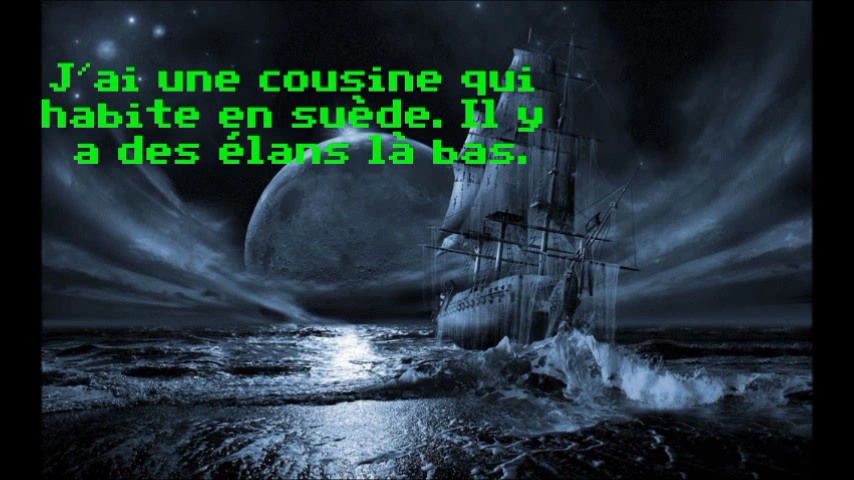 J'ai une cousine qui
habite en suède. Il y
a des élans là bas.